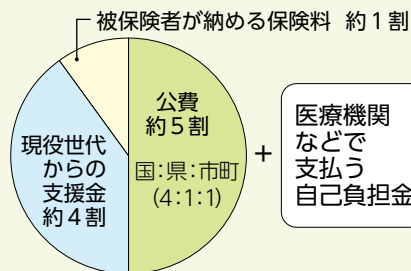 被保険者が納める保険料 約1割
公費
約5割
国:県:市町
(4:1:1)
現役世代
からの
支援金
約4割
+
医療機関
などで
支払う
自己負担金